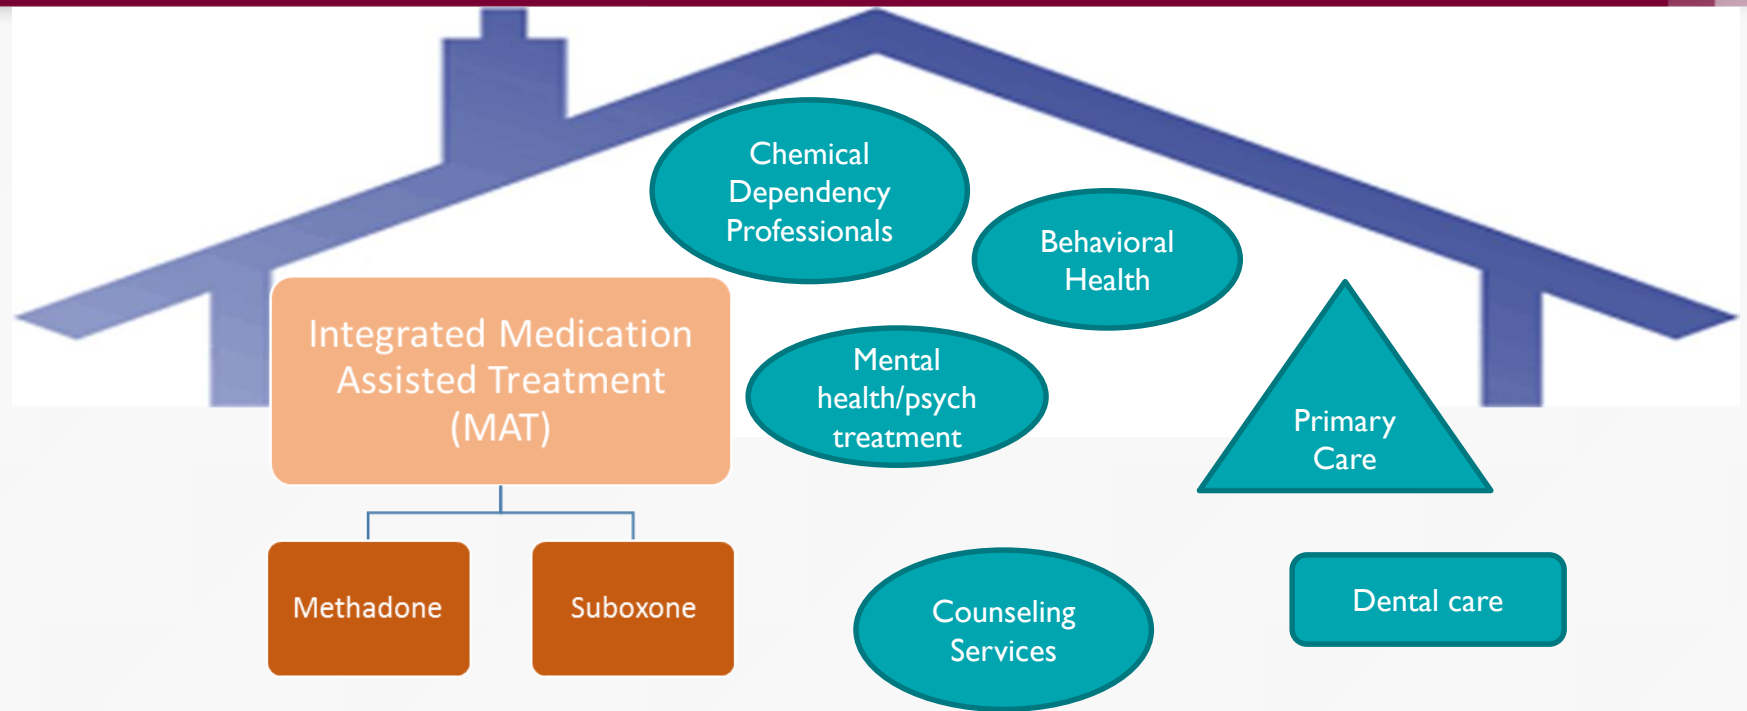 Chemical
Dependency
Professionals
Behavioral
Health
Integrated Medication
Assisted Treatment
(MAT)
Mental
health/psych
treatment
Primary
Care
Methadone
Suboxone
Counseling
Services
Dental care